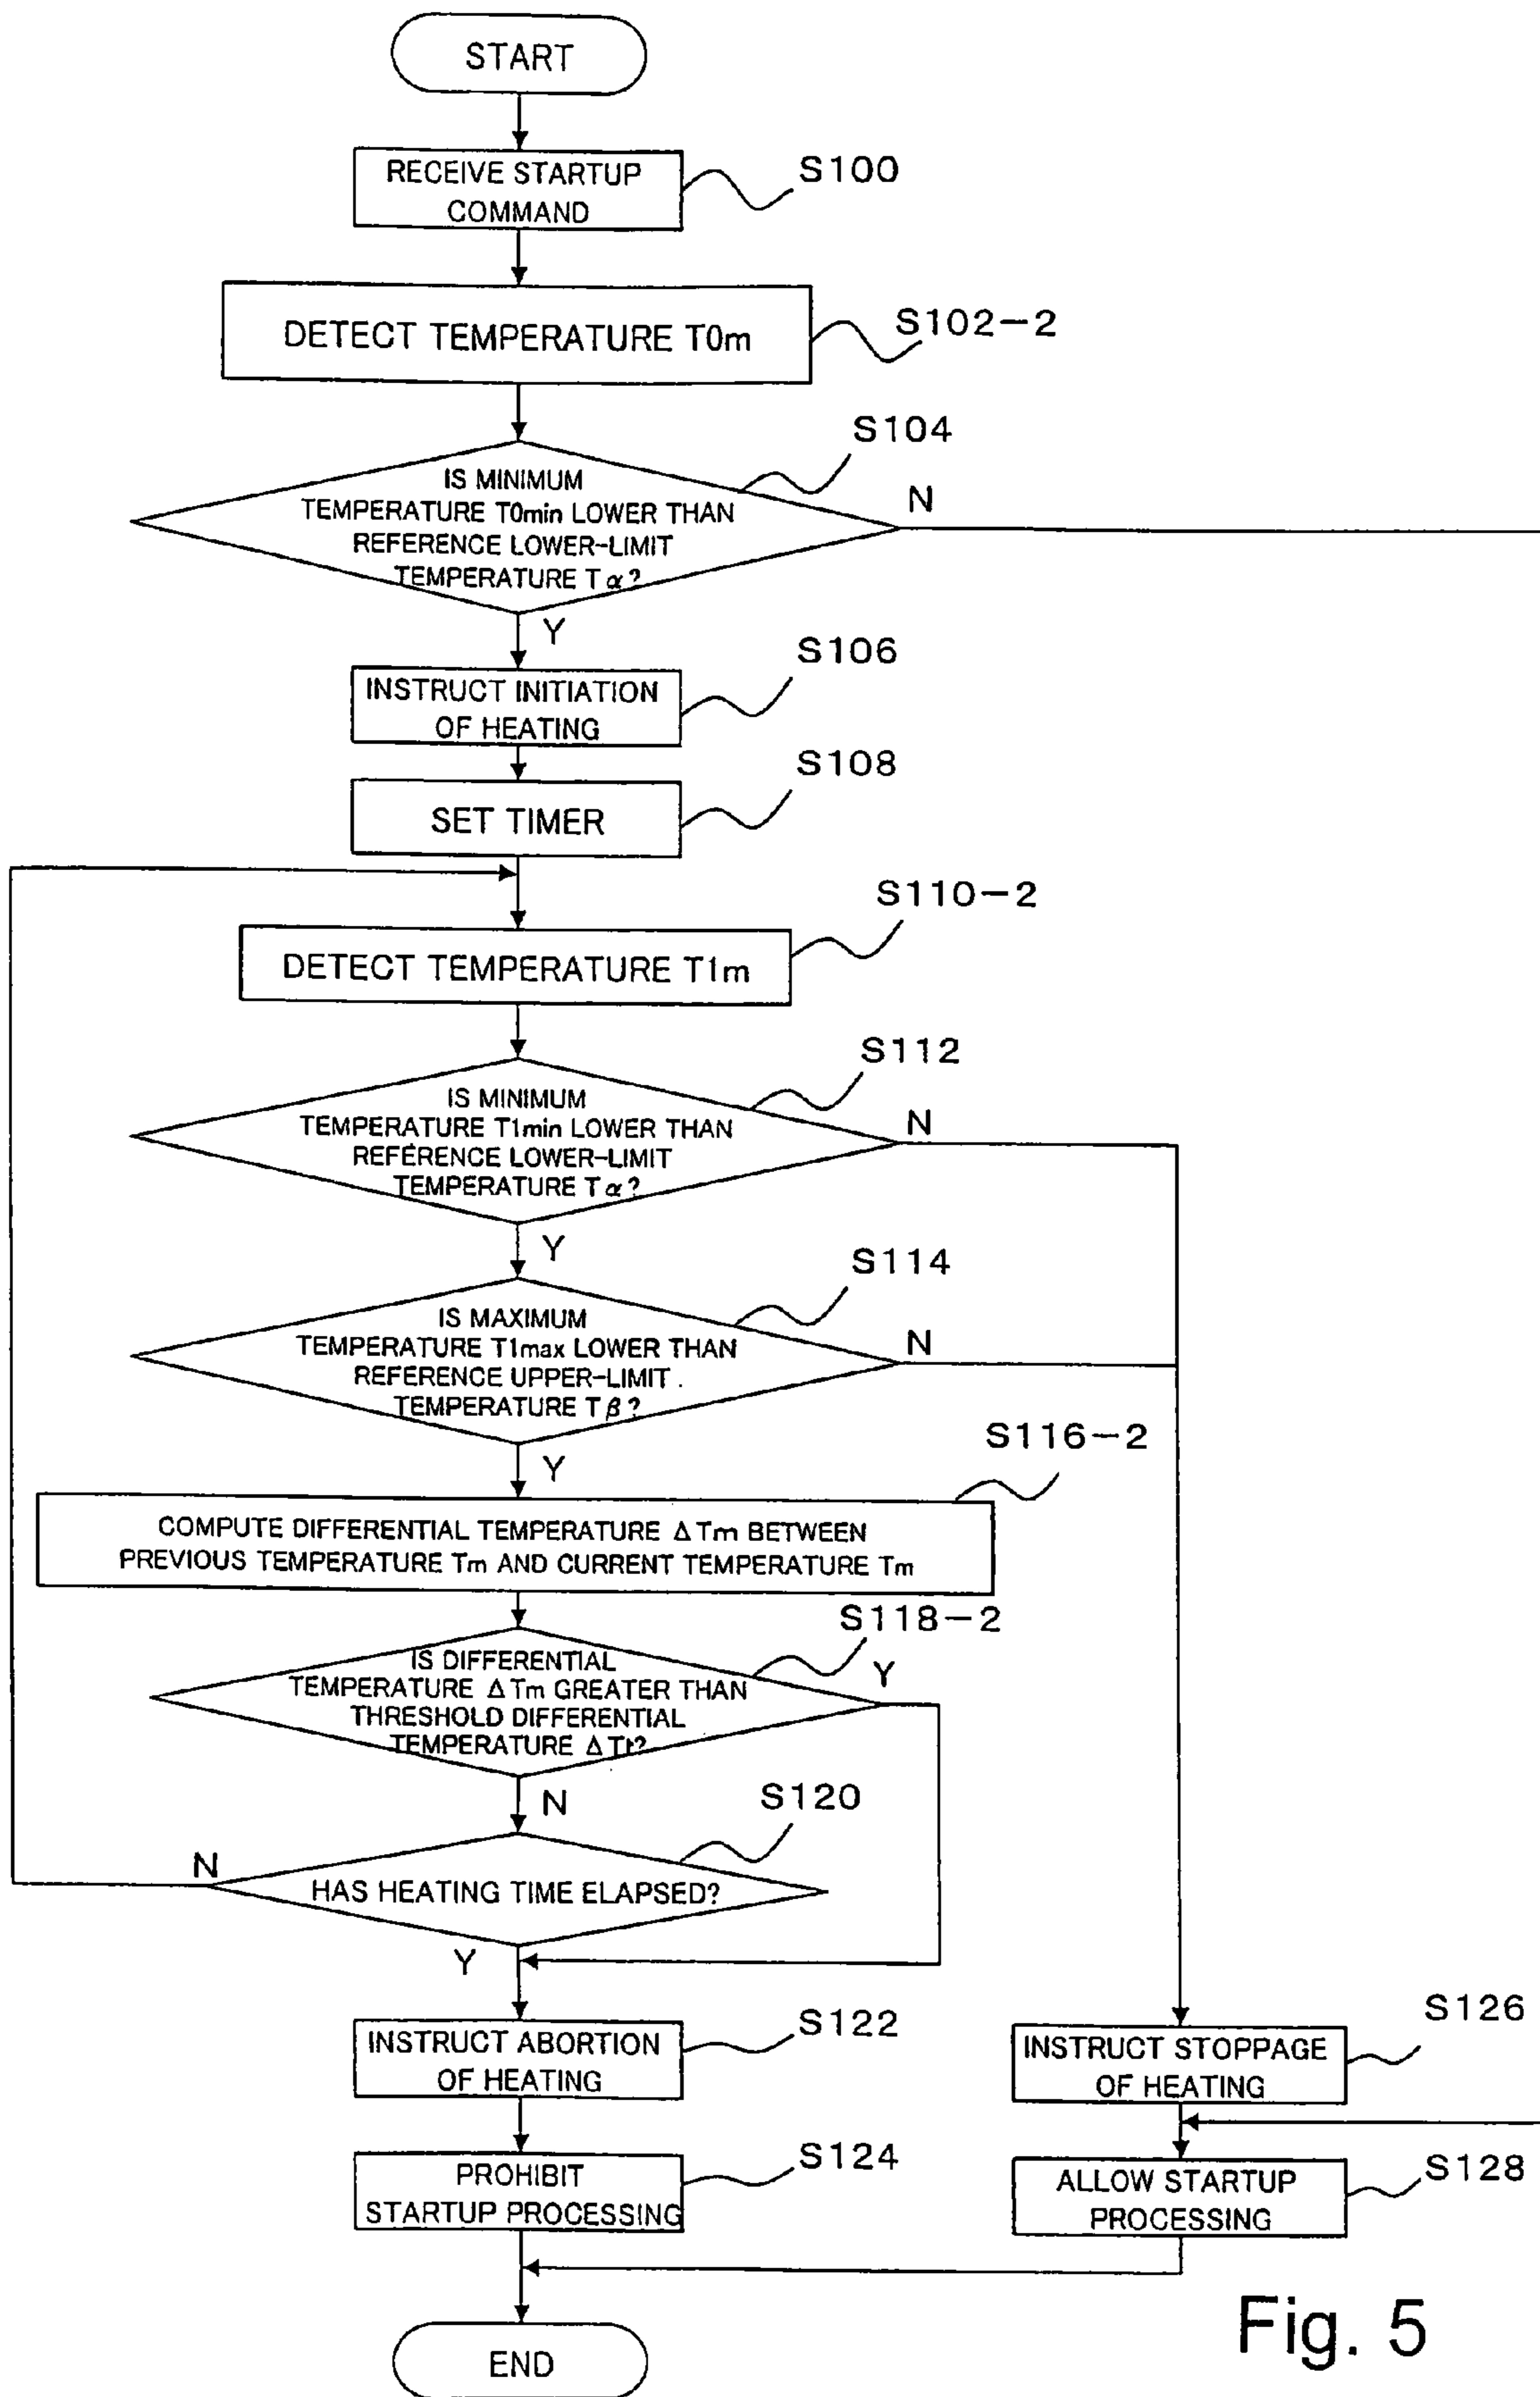 START
RECEIVE STARTUP
COMMAND
S100
DETECT TEMPERATURE T0m
S102-2
S104
IS MINIMUM
TEMPERATURE T0min LOWER THAN
REFERENCE LOWER-LIMIT
TEMPERATURE Tα?
N
Y
S106
INSTRUCT INITIATION
OF HEATING
S108
SET TIMER
S110-2
DETECT TEMPERATURE T1m
S112
IS MINIMUM
TEMPERATURE T1min LOWER THAN
REFERENCE LOWER-LIMIT
TEMPERATURE Tα?
N
Y
S114
IS MAXIMUM
TEMPERATURE T1max LOWER THAN
REFERENCE UPPER-LIMIT
TEMPERATURE Tβ?
N
Y
S116-2
COMPUTE DIFFERENTIAL TEMPERATURE ΔTm BETWEEN
PREVIOUS TEMPERATURE Tm AND CURRENT TEMPERATURE Tm
S118-2
IS DIFFERENTIAL
TEMPERATURE ΔTm GREATER THAN
THRESHOLD DIFFERENTIAL
TEMPERATURE ΔTt?
Y
N
S120
N
HAS HEATING TIME ELAPSED?
Y
INSTRUCT ABORTION
OF HEATING
S122
INSTRUCT STOPPAGE
OF HEATING
S126
PROHIBIT
STARTUP PROCESSING
S124
ALLOW STARTUP
PROCESSING
S128
END
Fig. 5